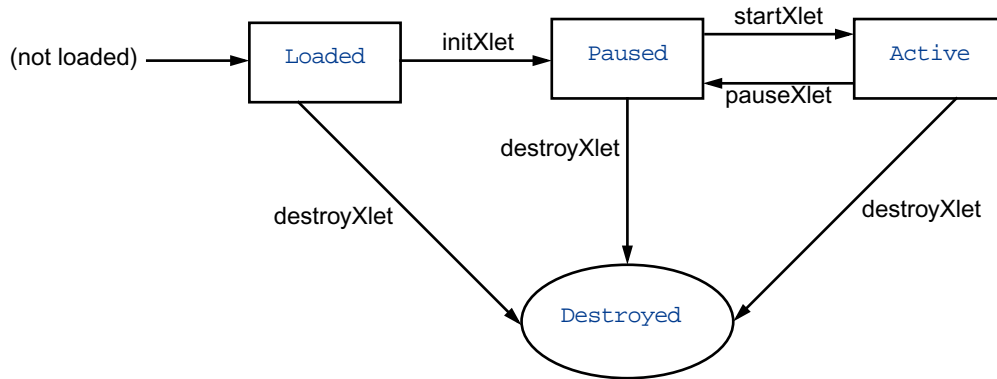 startXlet
(not loaded)
Loaded
initXlet
Paused
Active
pauseXlet
destroyXlet
destroyXlet
destroyXlet
Destroyed